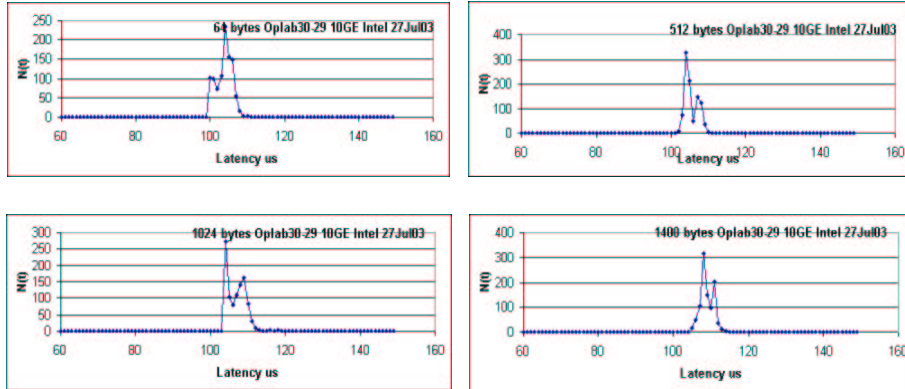 64 bytes Oplab30-29 10GE Intel 27Jul03
N(t)
250
200
150
100
50
0
60 80 100 120 140 160
Latency us
512 bytes Oplab30-29 10GE Intel 27Jul03
N(t)
400
300
200
100
0
60 80 100 120 140 160
Latency us
1024 bytes Oplab30-29 10GE Intel 27Jul03
N(t)
300
250
200
150
100
50
0
60 80 100 120 140 160
Latency us
1400 bytes Oplab30-29 10GE Intel 27Jul03
N(t)
400
300
200
100
0
60 80 100 120 140 160
Latency us